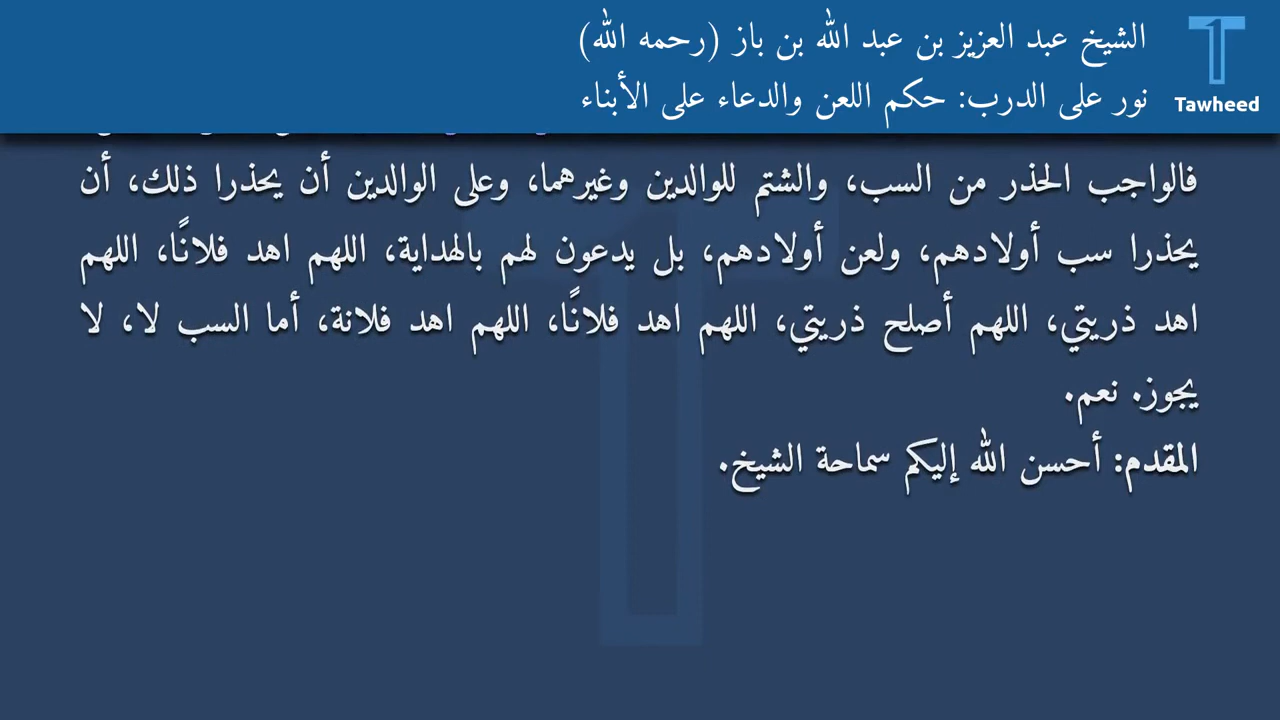 الشيخ عبد العزيز بن عبد الله بن باز (رحمه الله)
نور على الدرب: حكم اللعن والدعاء على الأبناء
Tawheed
فالواجب الحذر من السب، والشتم للوالدين وغيرهما، وعلى الوالدين أن يحذرا ذلك، أن
يحذرا سب أولادهم، ولعن أولادهم، بل يدعون لهم بالهداية، اللهم اهد فلانًا، اللهم
اهد ذريتي، اللهم أصلح ذريتي، اللهم اهد فلانًا، اللهم اهد فلانة، أما السب لا، لا
يجوز. نعم.
المقدم: أحسن الله إليكم سماحة الشيخ.